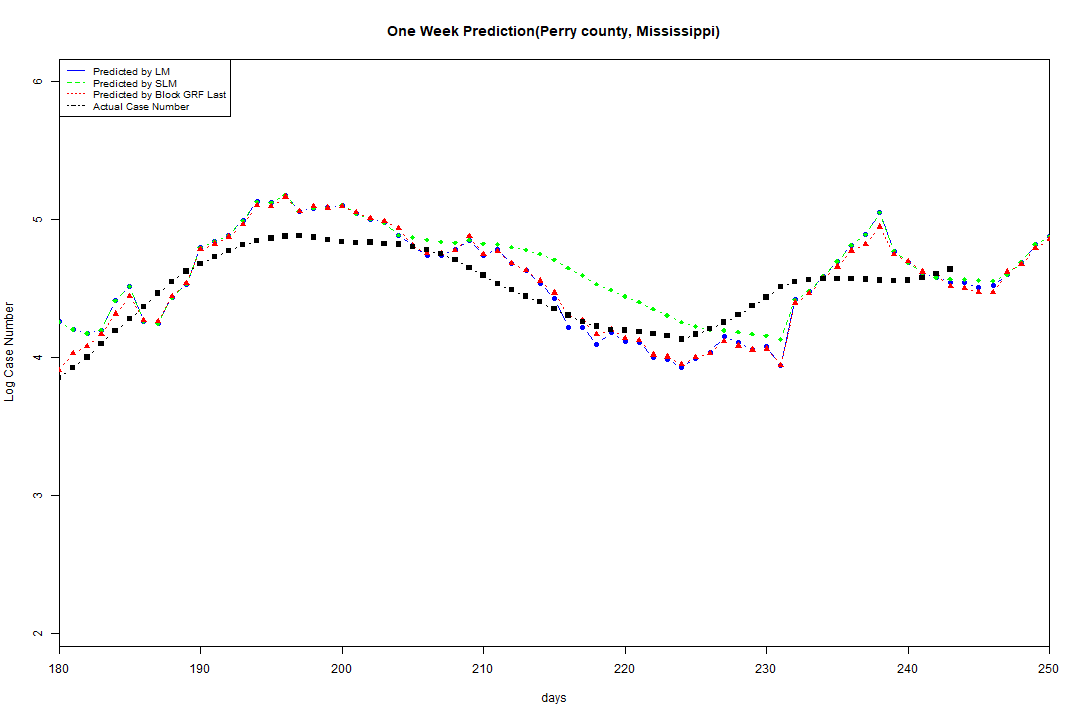 One Week Prediction(Perry county, Mississippi)
Predicted by LM
Predicted by SLM
Predicted by Block GRF Last
Actual Case Number
6
5
4
3
2
Log Case Number
180 190 200 210 220 230 240 250
days